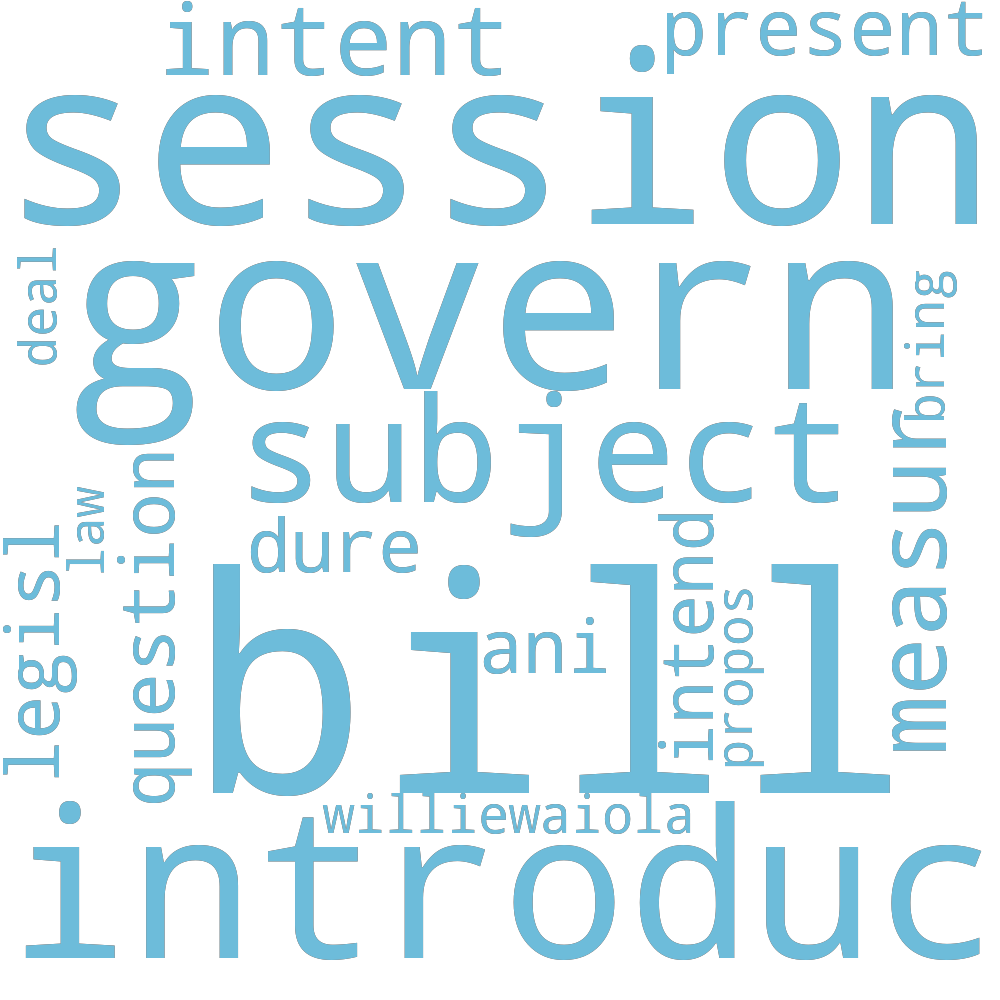 intent
present
session
govern
deal
bring
subject
measur
question
law
legisl
dure
intend
bill
ani
propos
williewaiola
introduc